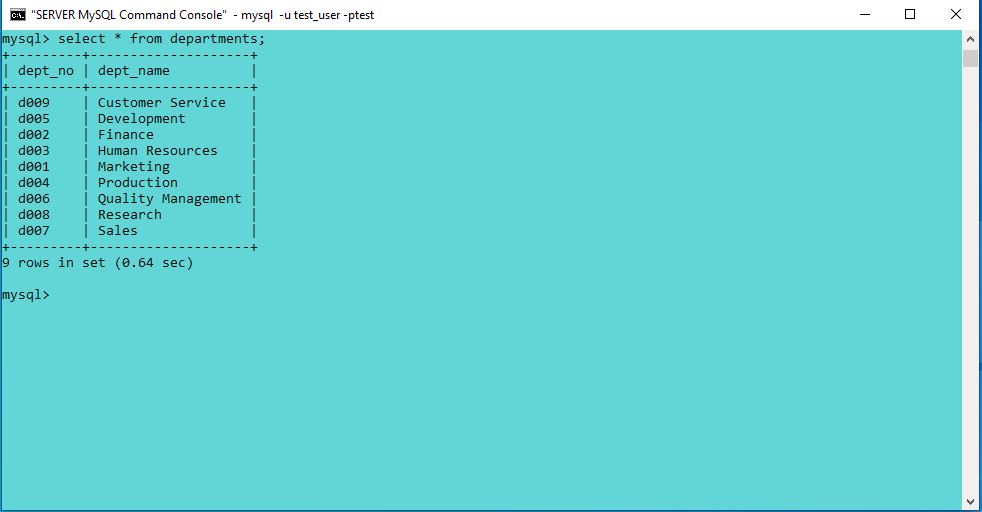 "SERVER MySQL Command Console" - mysql -u test_user -ptest
mysql> select * from departments;
+---------+--------------------+
| dept_no | dept_name          |
+---------+--------------------+
| d009    | Customer Service   |
| d005    | Development        |
| d002    | Finance            |
| d003    | Human Resources    |
| d001    | Marketing          |
| d004    | Production         |
| d006    | Quality Management |
| d008    | Research           |
| d007    | Sales              |
+---------+--------------------+
9 rows in set (0.64 sec)
mysql>